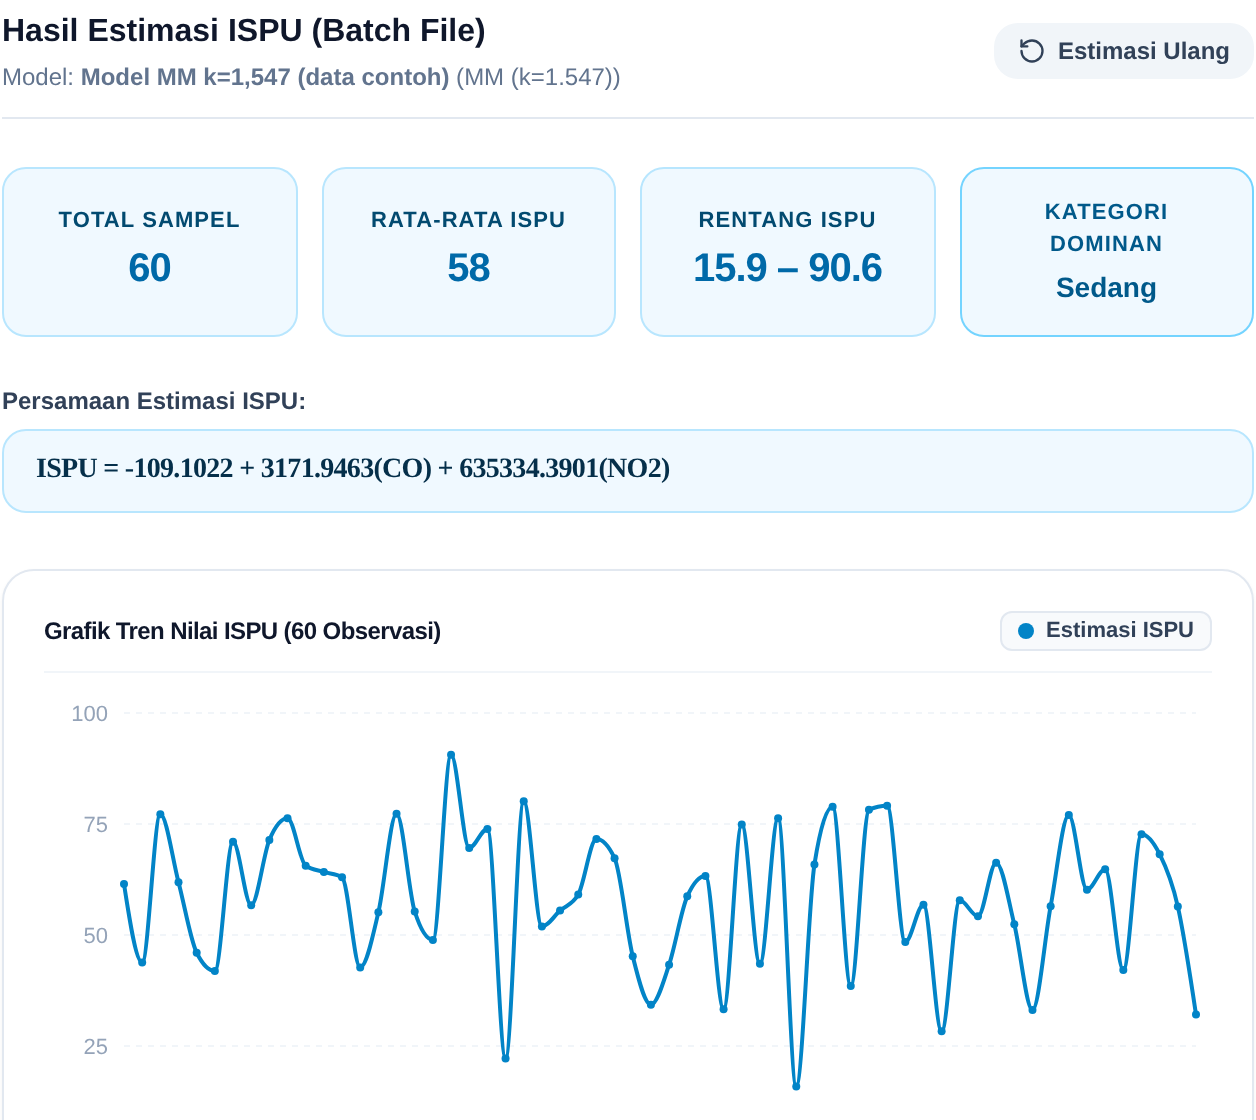 Hasil Estimasi ISPU (Batch File)
Model: Model MM k=1,547 (data contoh) (MM (k=1.547))
Estimasi Ulang
TOTAL SAMPEL
60
RATA-RATA ISPU
58
RENTANG ISPU
15.9 – 90.6
KATEGORI
DOMINAN
Sedang
Persamaan Estimasi ISPU:
ISPU = -109.1022 + 3171.9463(CO) + 635334.3901(NO2)
Grafik Tren Nilai ISPU (60 Observasi)
Estimasi ISPU
100
75
50
25